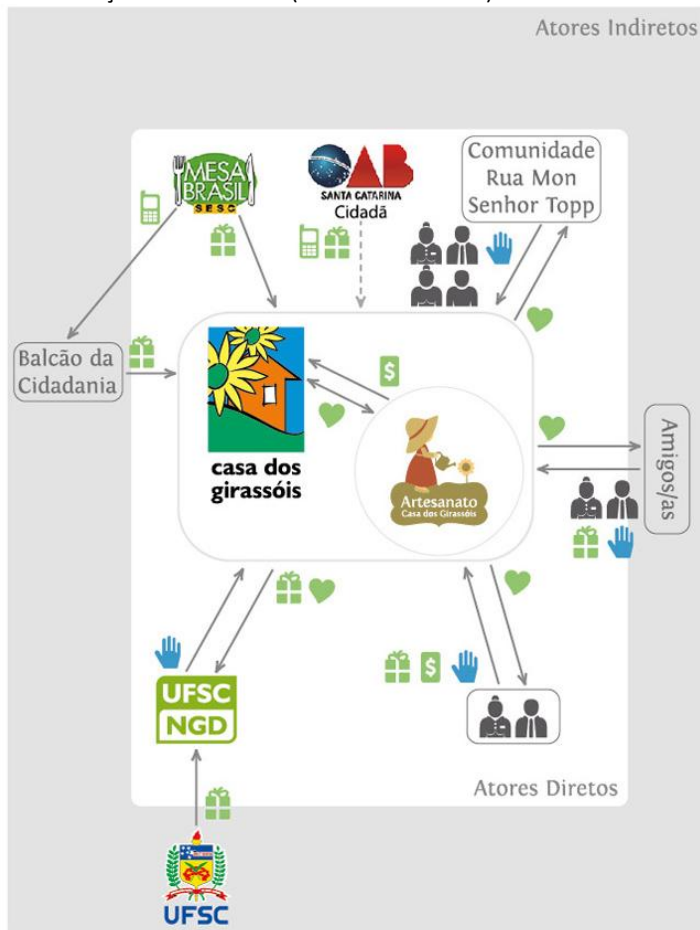 Atores Indiretos
MESA
BRASIL
SESC
OAB
SANTA CATARINA
Cidadã
Comunidade
Rua Mon
Senhor Topp
Balcão da
Cidadania
$
casa dos
girassóis
Artesanato
Casa dos Girassóis
Amigos/as
UFSC
NGD
$
Atores Diretos
UFSC